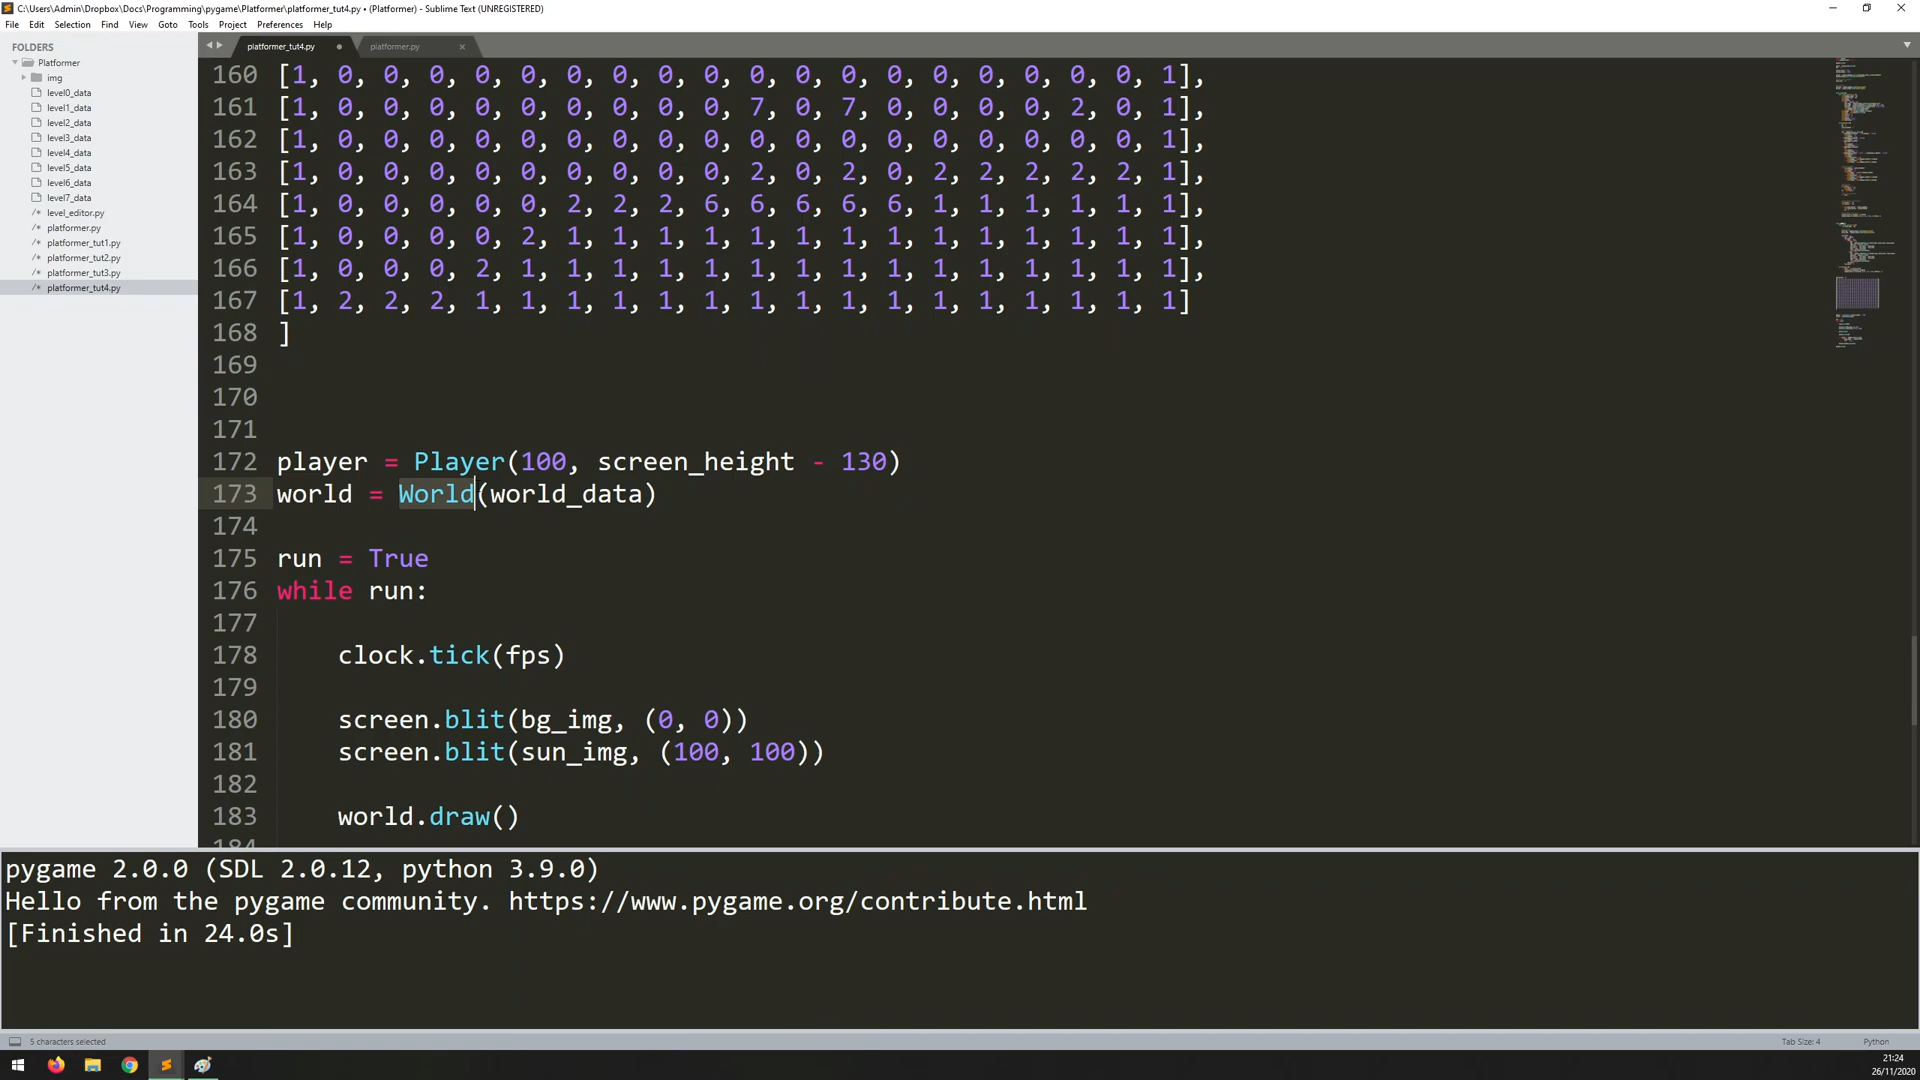 C:\Users\Admin\Dropbox\Docs\Programming\pygame\Platformer\platformer_tut4.py • (Platformer) - Sublime Text (UNREGISTERED)
File Edit Selection Find View Goto Tools Project Preferences Help
FOLDERS
Platformer
img
level0_data
level1_data
level2_data
level3_data
level4_data
level5_data
level6_data
level7_data
/* level_editor.py
/* platformer.py
/* platformer_tut1.py
/* platformer_tut2.py
/* platformer_tut3.py
/* platformer_tut4.py
platformer_tut4.py platformer.py
160 [1, 0, 0, 0, 0, 0, 0, 0, 0, 0, 0, 0, 0, 0, 0, 0, 0, 0, 0, 1],
161 [1, 0, 0, 0, 0, 0, 0, 0, 0, 0, 7, 0, 7, 0, 0, 0, 0, 2, 0, 1],
162 [1, 0, 0, 0, 0, 0, 0, 0, 0, 0, 0, 0, 0, 0, 0, 0, 0, 0, 0, 1],
163 [1, 0, 0, 0, 0, 0, 0, 0, 0, 0, 2, 0, 2, 0, 2, 2, 2, 2, 2, 1],
164 [1, 0, 0, 0, 0, 0, 2, 2, 2, 6, 6, 6, 6, 6, 1, 1, 1, 1, 1, 1],
165 [1, 0, 0, 0, 0, 2, 1, 1, 1, 1, 1, 1, 1, 1, 1, 1, 1, 1, 1, 1],
166 [1, 0, 0, 0, 2, 1, 1, 1, 1, 1, 1, 1, 1, 1, 1, 1, 1, 1, 1, 1],
167 [1, 2, 2, 2, 1, 1, 1, 1, 1, 1, 1, 1, 1, 1, 1, 1, 1, 1, 1, 1]
168 ]
169
170
171
172 player = Player(100, screen_height - 130)
173 world = World(world_data)
174
175 run = True
176 while run:
177
178 clock.tick(fps)
179
180 screen.blit(bg_img, (0, 0))
181 screen.blit(sun_img, (100, 100))
182
183 world.draw()
184
pygame 2.0.0 (SDL 2.0.12, python 3.9.0)
Hello from the pygame community. https://www.pygame.org/contribute.html
[Finished in 24.0s]
5 characters selected
Tab Size: 4 Python
21:24
26/11/2020